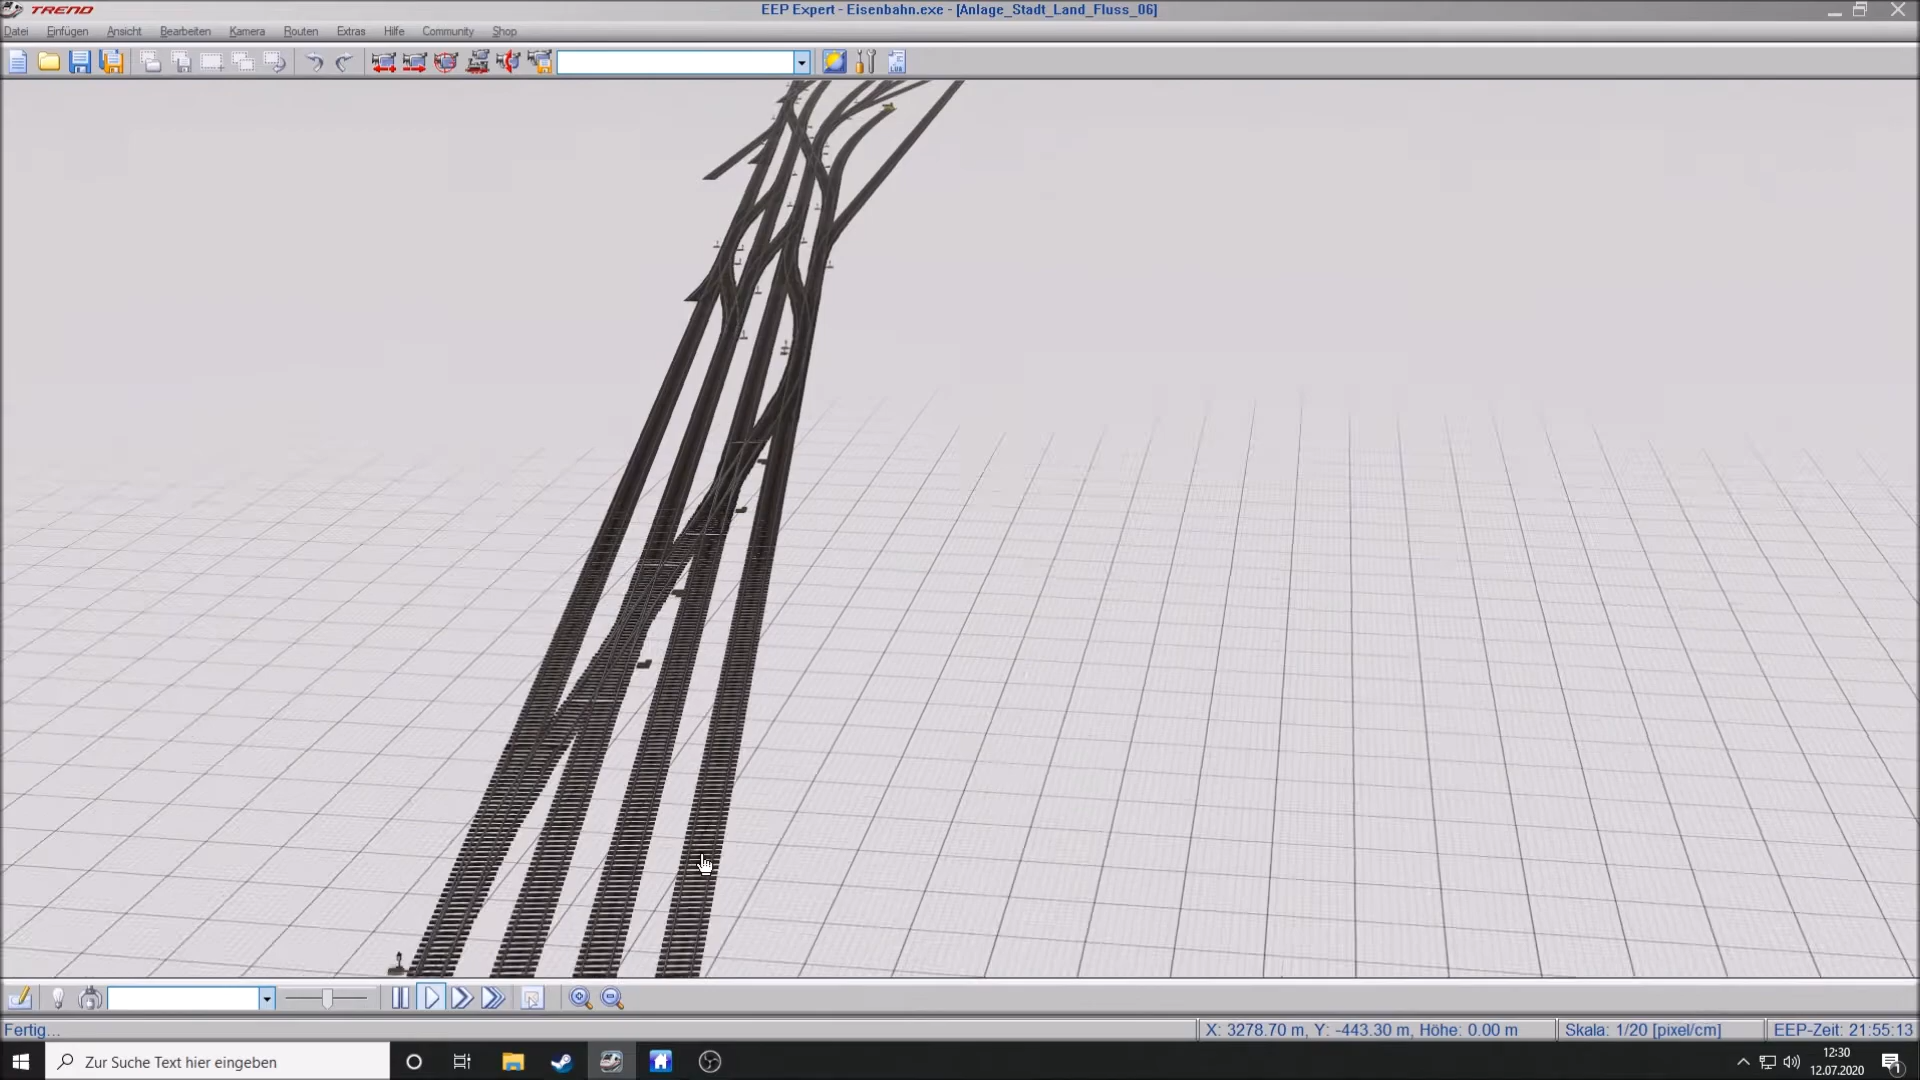 TREND
EEP Expert - Eisenbahn.exe - [Anlage_Stadt_Land_Fluss_06]
Datei Einfügen Ansicht Bearbeiten Kamera Routen Extras Hilfe Community Shop
LUA
Fertig...
X: 3278.70 m, Y: -443.30 m, Höhe: 0.00 m
Skala: 1/20 [pixel/cm]
EEP-Zeit: 21:55:13
Zur Suche Text hier eingeben
12:30
12.07.2020
1